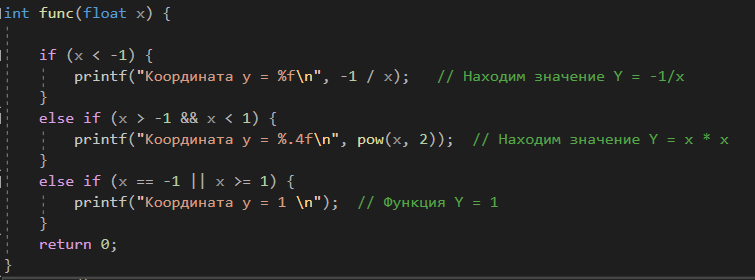 int func(float x) {
if (x < -1) {
printf("Координата y = %f\n", -1 / x);   // Находим значение Y = -1/x
}
else if (x > -1 && x < 1) {
printf("Координата y = %.4f\n", pow(x, 2));  // Находим значение Y = x * x
}
else if (x == -1 || x >= 1) {
printf("Координата y = 1 \n");  // Функция Y = 1
}
return 0;
}